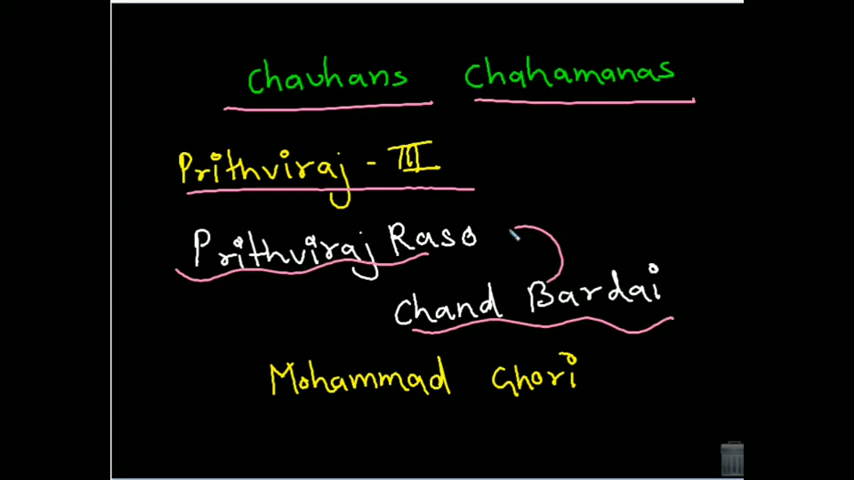 Chauhans Chahamanas
Prithviraj - III
Prithviraj Raso
Chand Bardai
Mohammad Ghori